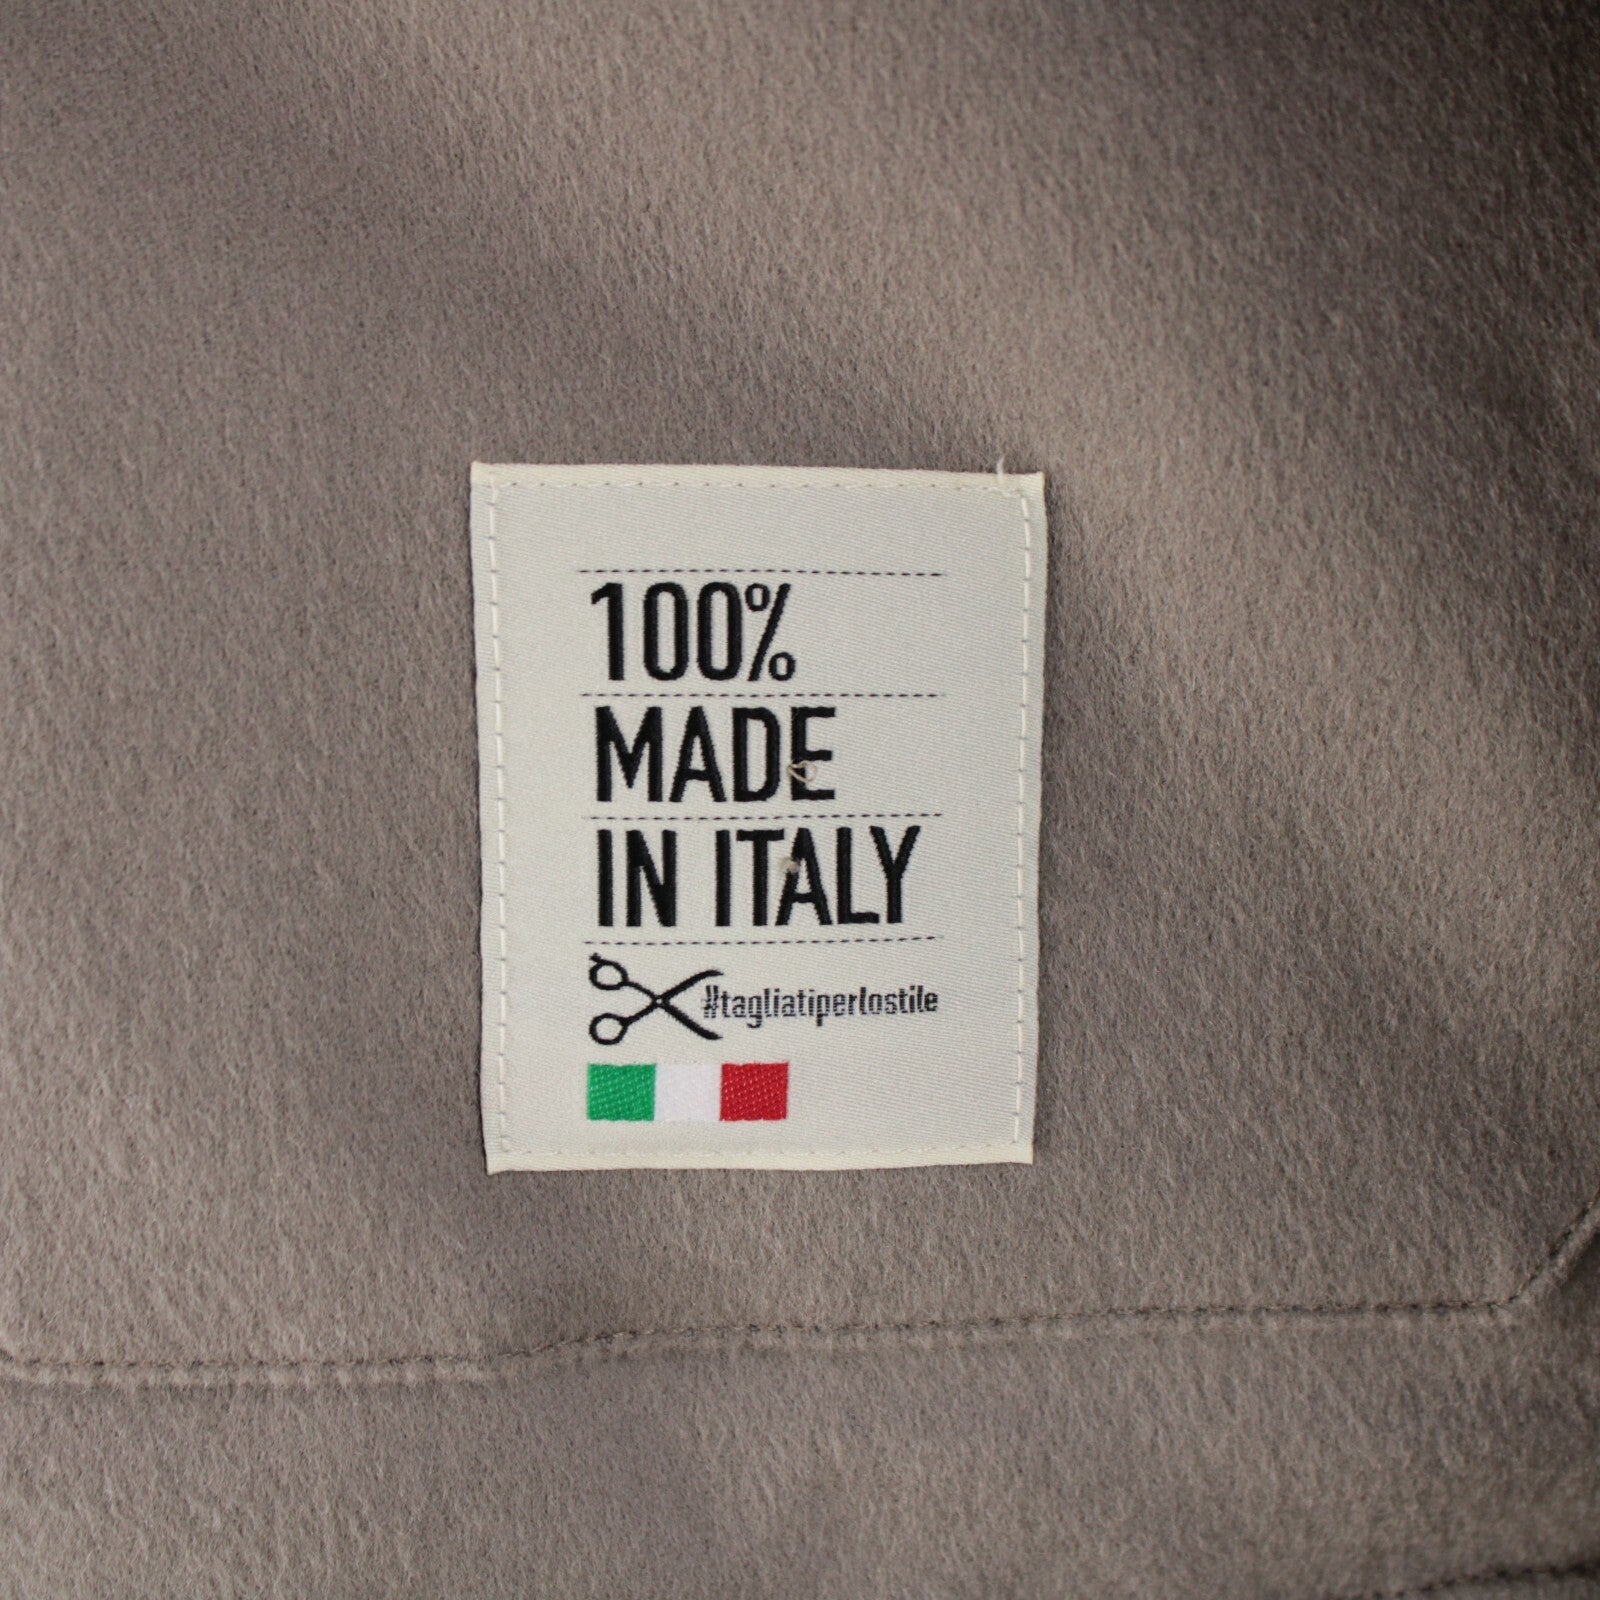 100%
MADE
IN ITALY
#tagliatiperlostile